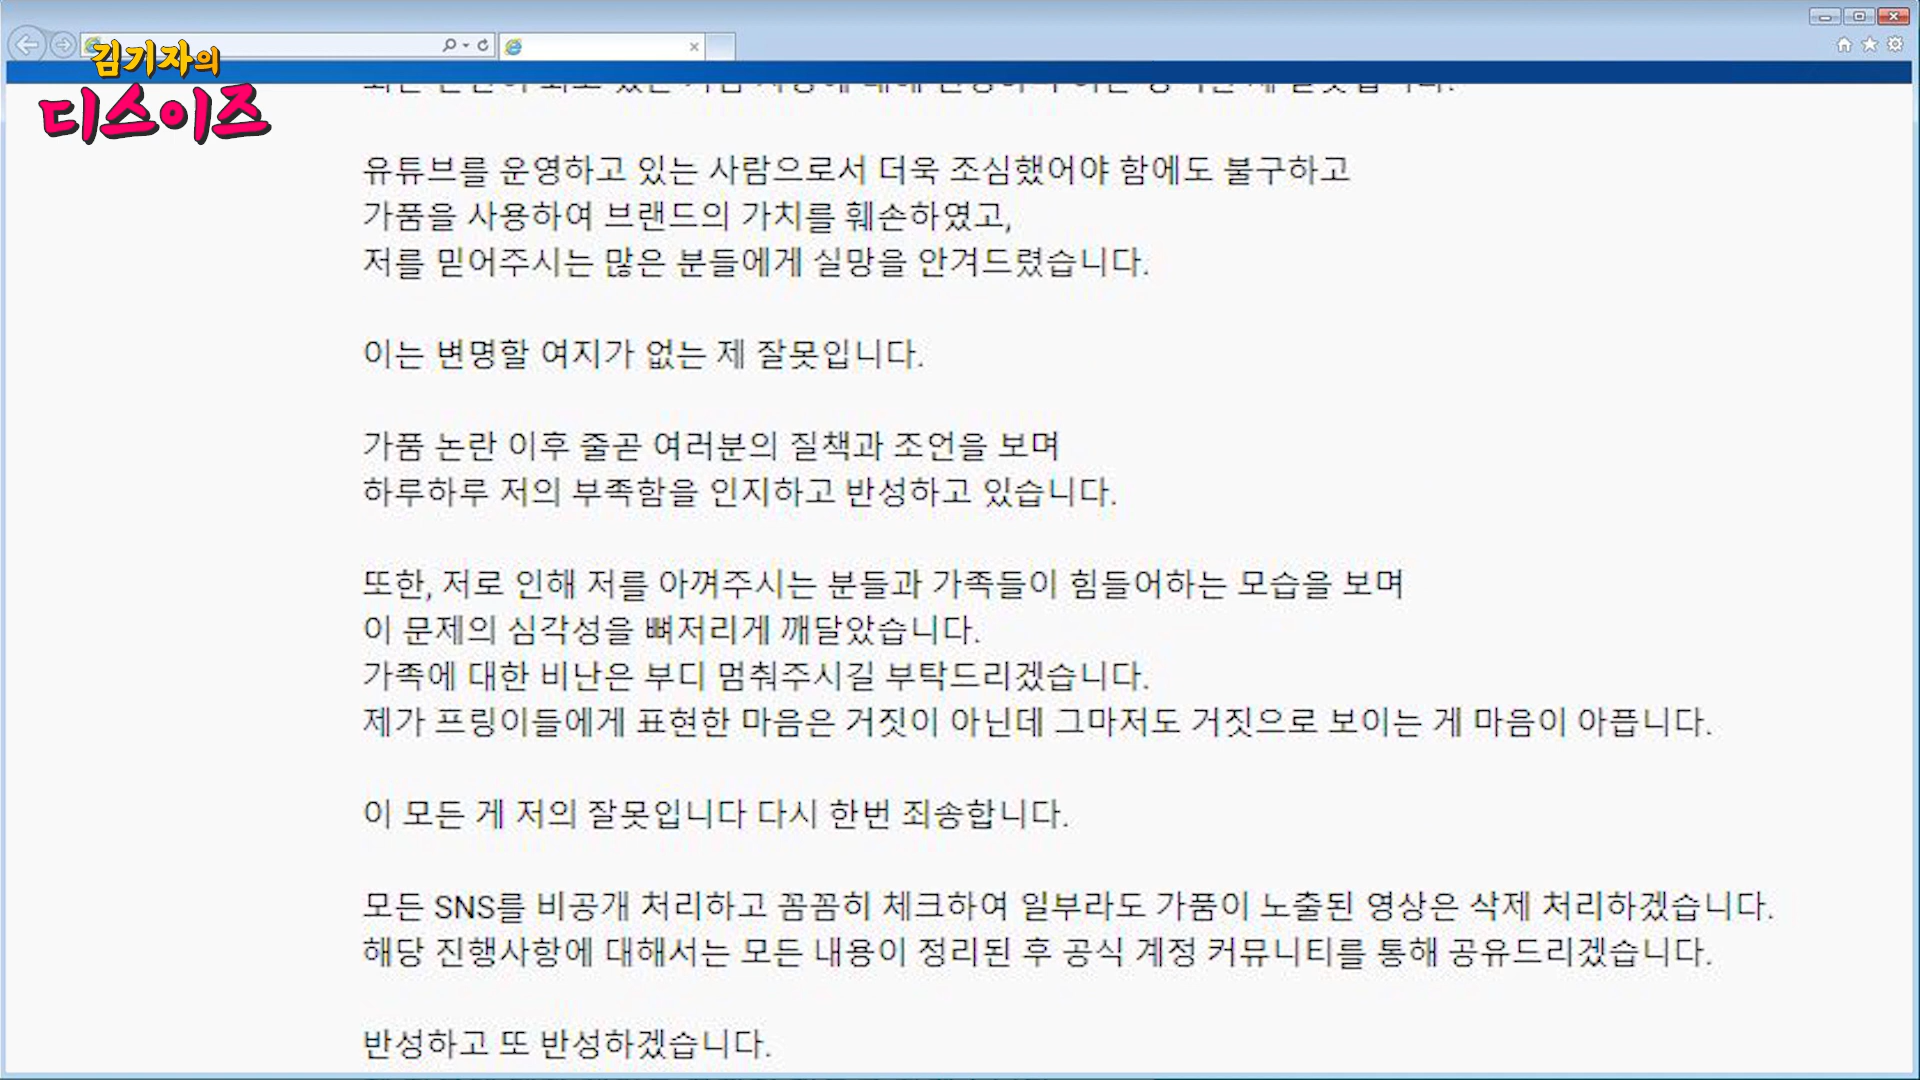 김기자의
디스이즈
유튜브를 운영하고 있는 사람으로서 더욱 조심했어야 함에도 불구하고
가품을 사용하여 브랜드의 가치를 훼손하였고,
저를 믿어주시는 많은 분들에게 실망을 안겨드렸습니다.
이는 변명할 여지가 없는 제 잘못입니다.
가품 논란 이후 줄곧 여러분의 질책과 조언을 보며
하루하루 저의 부족함을 인지하고 반성하고 있습니다.
또한, 저로 인해 저를 아껴주시는 분들과 가족들이 힘들어하는 모습을 보며
이 문제의 심각성을 뼈저리게 깨달았습니다.
가족에 대한 비난은 부디 멈춰주시길 부탁드리겠습니다.
제가 프링이들에게 표현한 마음은 거짓이 아닌데 그마저도 거짓으로 보이는 게 마음이 아픕니다.
이 모든 게 저의 잘못입니다 다시 한번 죄송합니다.
모든 SNS를 비공개 처리하고 꼼꼼히 체크하여 일부라도 가품이 노출된 영상은 삭제 처리하겠습니다.
해당 진행사항에 대해서는 모든 내용이 정리된 후 공식 계정 커뮤니티를 통해 공유드리겠습니다.
반성하고 또 반성하겠습니다.